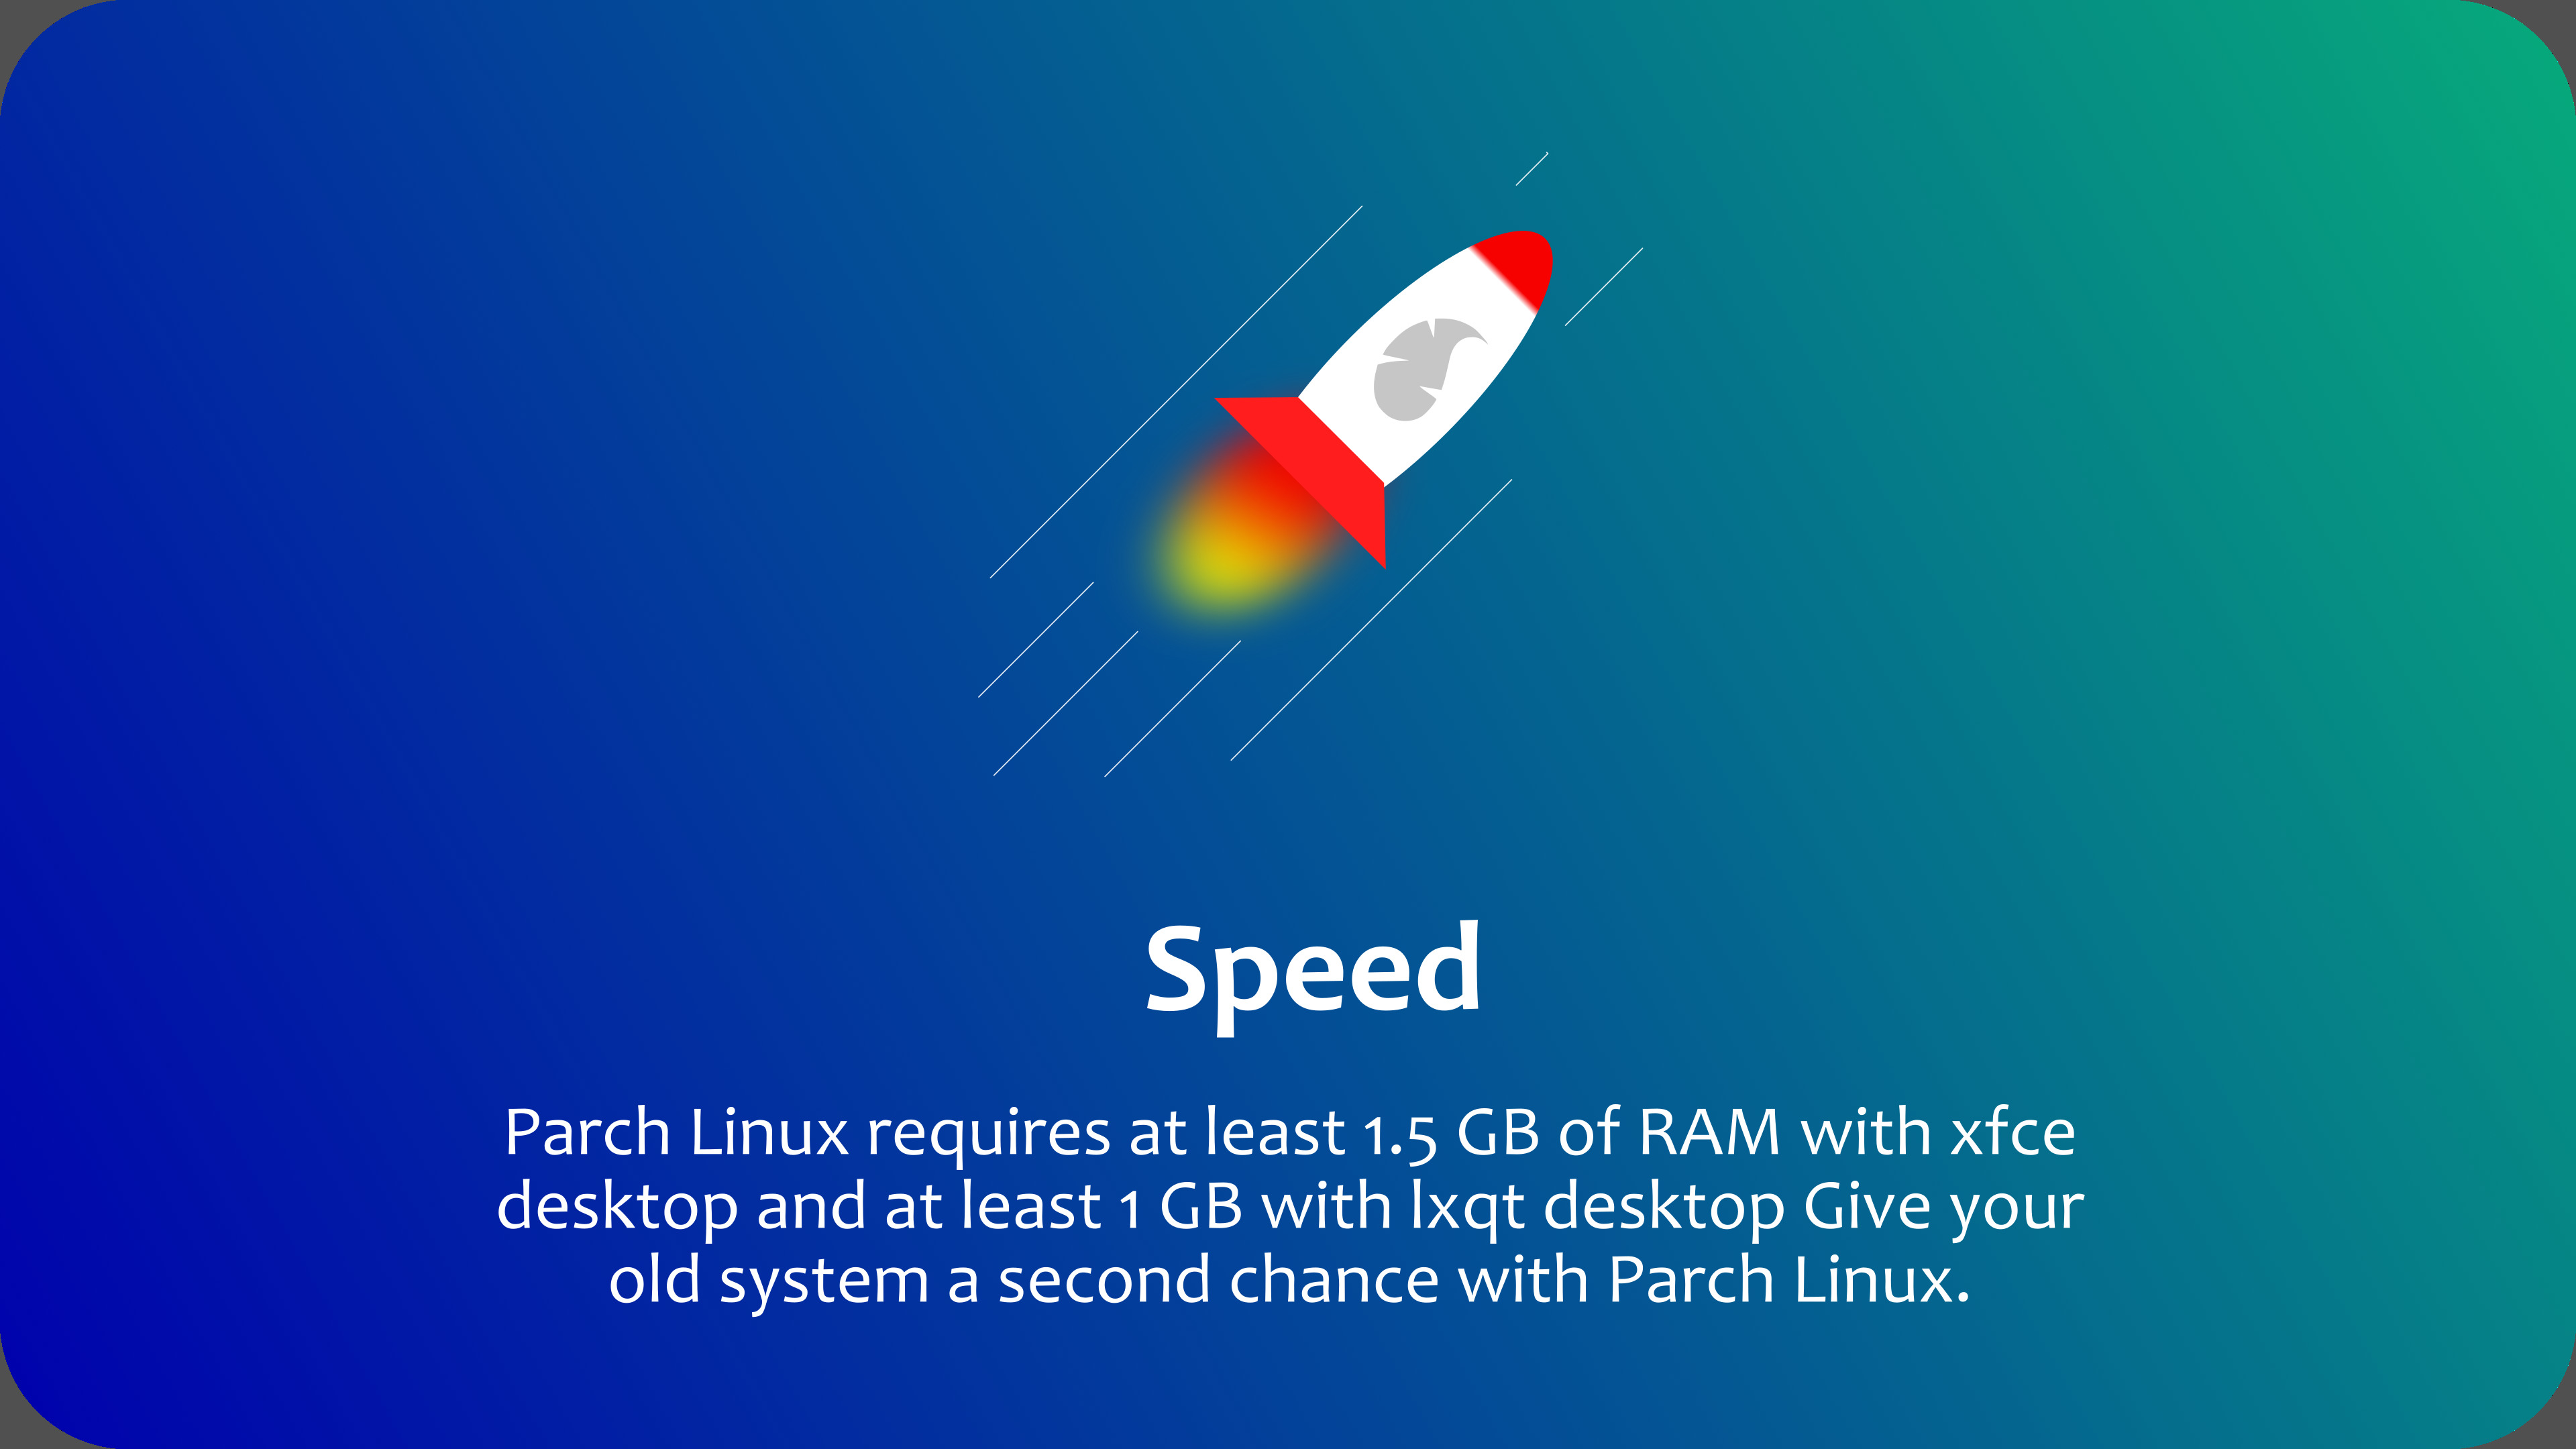 Speed
Parch Linux requires at least 1.5 GB of RAM with xfce
desktop and at least 1 GB with lxqt desktop Give your
old system a second chance with Parch Linux.